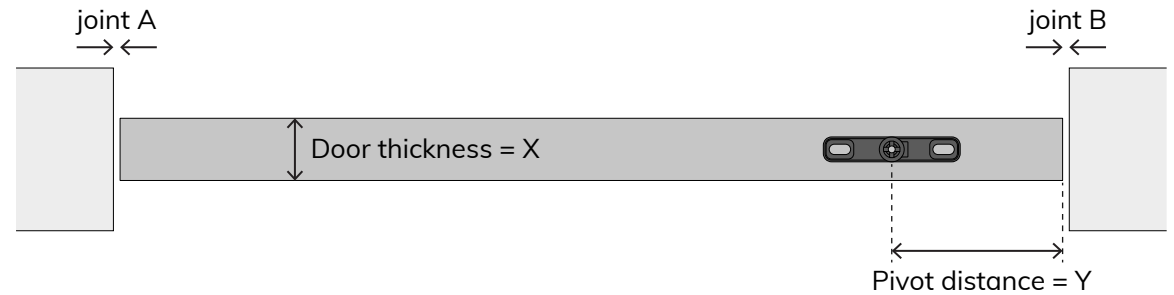 joint A
joint B
Door thickness = X
Pivot distance = Y